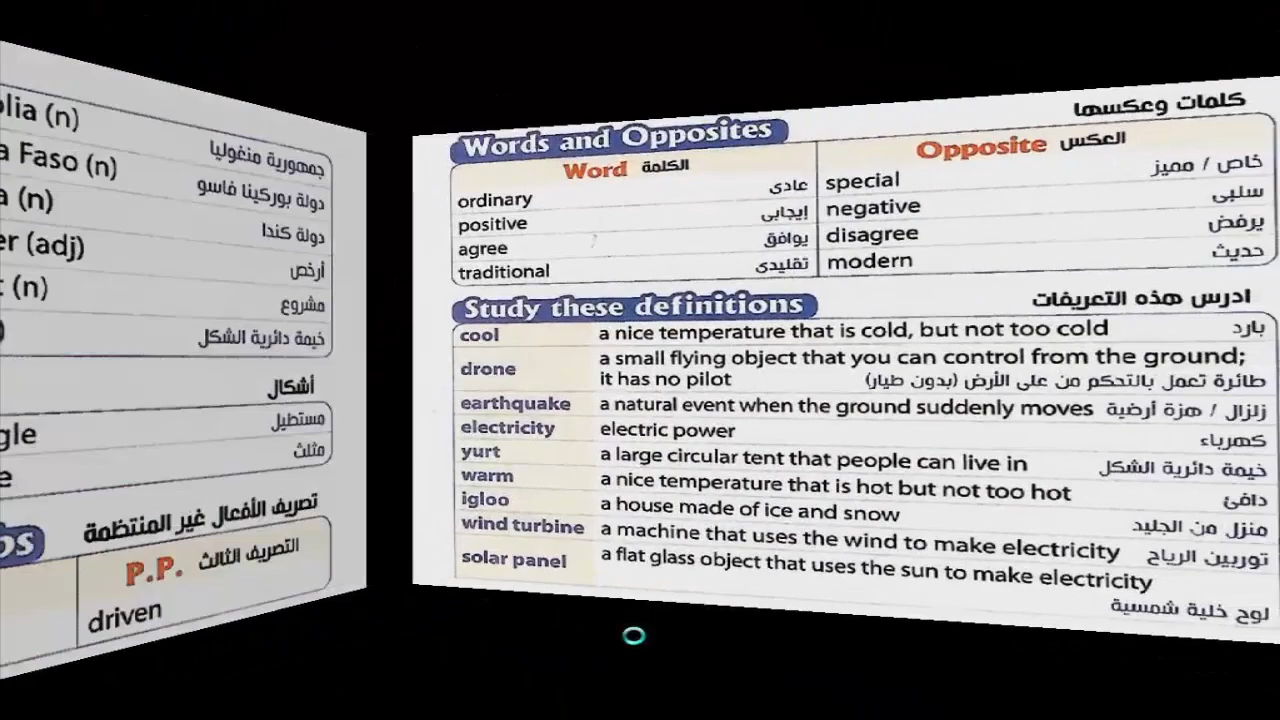 (n)
جمهورية منغوليا
Faso (n)
دولة بوركينا فاسو
(n)
دولة كندا
(adj)
أرخص
(n)
مشروع
خيمة دائرية الشكل
أشكال
مستطيل
مثلث
تصريف الأفعال غير المنتظمة
P.P. التصريف الثالث
driven
Words and Opposites كلمات وعكسها
Word الكلمة Opposite العكس
ordinary عادى special خاص / مميز
positive إيجابى negative سلبى
agree يوافق disagree يرفض
traditional تقليدى modern حديث
Study these definitions ادرس هذه التعريفات
cool a nice temperature that is cold, but not too cold بارد
drone a small flying object that you can control from the ground;
it has no pilot طائرة تعمل بالتحكم من على الأرض (بدون طيار)
earthquake a natural event when the ground suddenly moves زلزال / هزة أرضية
electricity electric power كهرباء
yurt a large circular tent that people can live in خيمة دائرية الشكل
warm a nice temperature that is hot but not too hot دافئ
igloo a house made of ice and snow منزل من الجليد
wind turbine a machine that uses the wind to make electricity توربين الرياح
solar panel a flat glass object that uses the sun to make electricity
لوح خلية شمسية